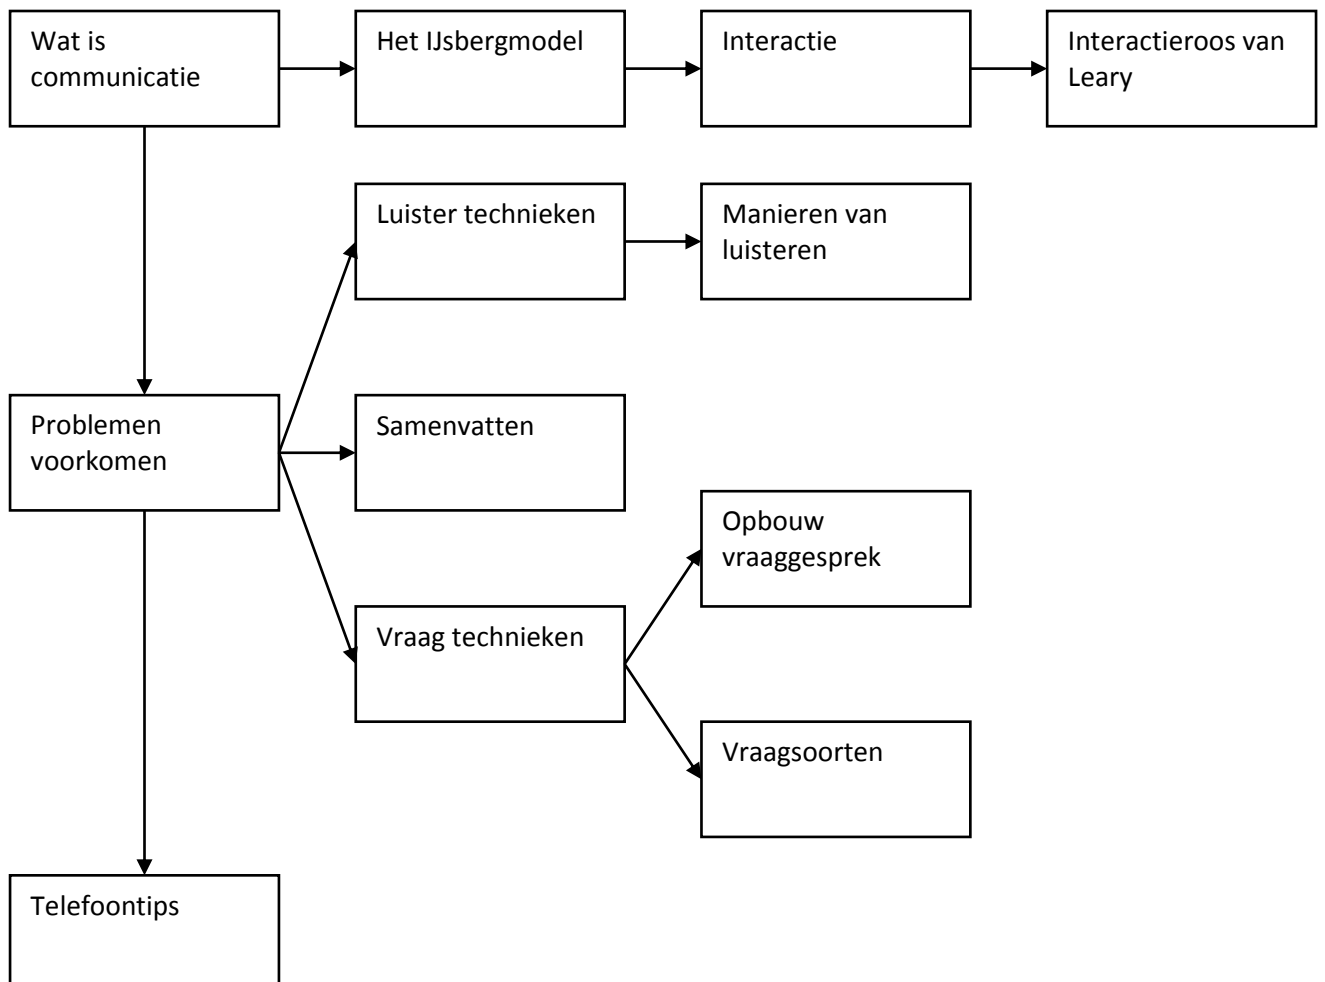 Wat is
communicatie
Het IJsbergmodel
Interactie
Interactieroos van
Leary
Luister technieken
Manieren van
luisteren
Problemen
voorkomen
Samenvatten
Opbouw
vraaggesprek
Vraag technieken
Vraagsoorten
Telefoontips